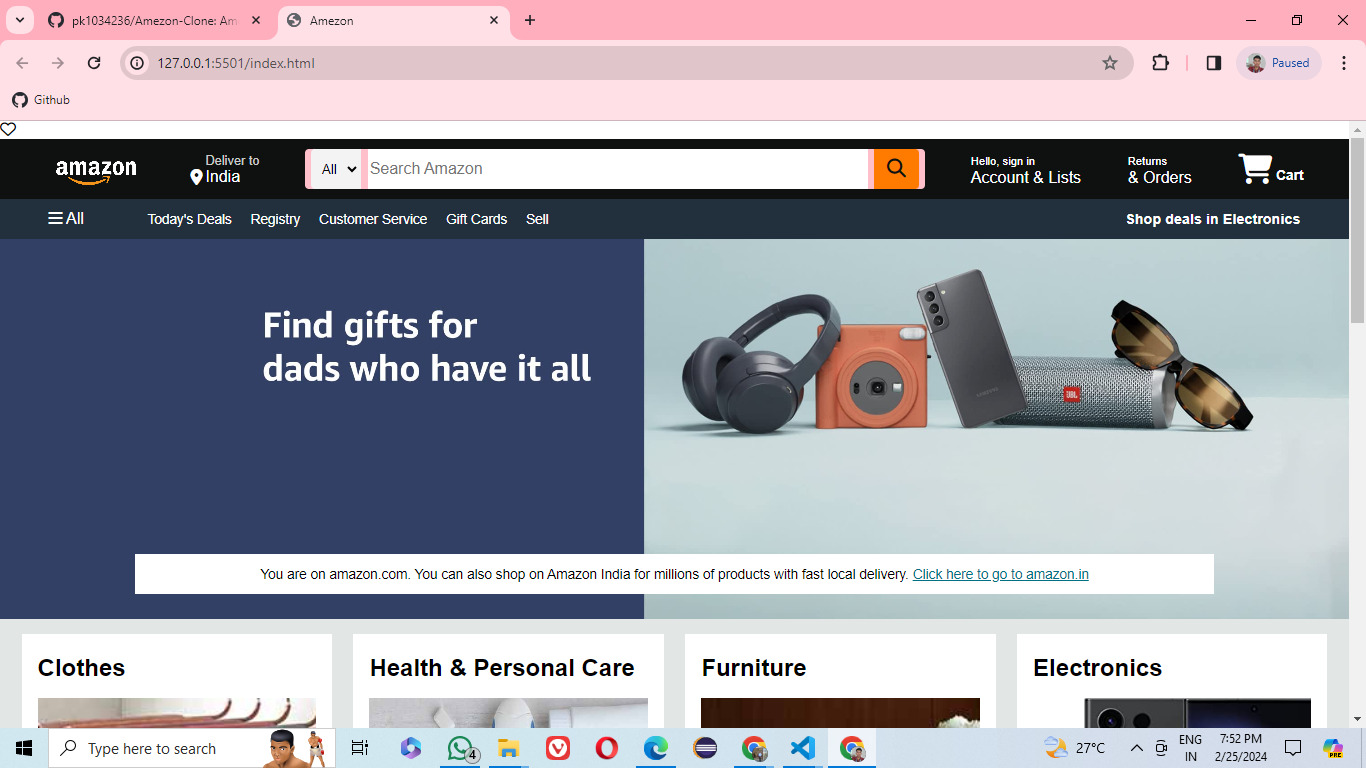 pk1034236/Amezon-Clone: Am
Amezon
127.0.0.1:5501/index.html
Paused
Github
amazon
Deliver to
India
All
Search Amazon
Hello, sign in
Account & Lists
Returns
& Orders
Cart
All
Today's Deals
Registry
Customer Service
Gift Cards
Sell
Shop deals in Electronics
Find gifts for
dads who have it all
SAMSUNG
JBL
You are on amazon.com. You can also shop on Amazon India for millions of products with fast local delivery. Click here to go to amazon.in
Clothes
Health & Personal Care
Furniture
Electronics
Type here to search
4
27°C
ENG
IN
7:52 PM
2/25/2024
PRE